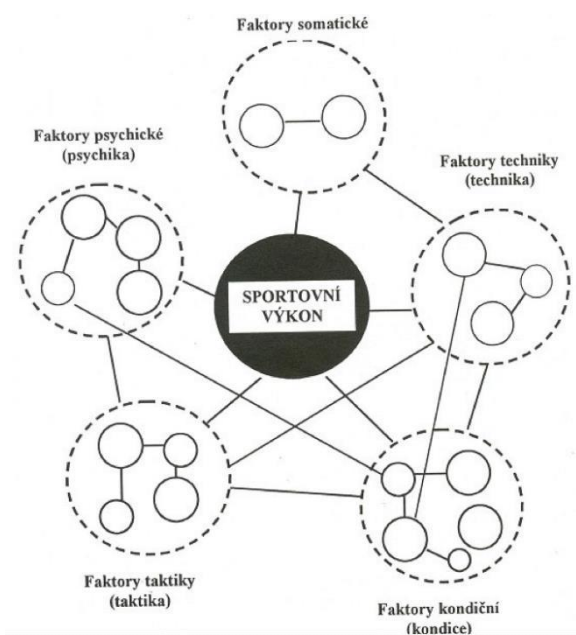 Faktory somatické
Faktory psychické
(psychika)
Faktory techniky
(technika)
SPORTOVNÍ
VÝKON
Faktory taktiky
(taktika)
Faktory kondiční
(kondice)